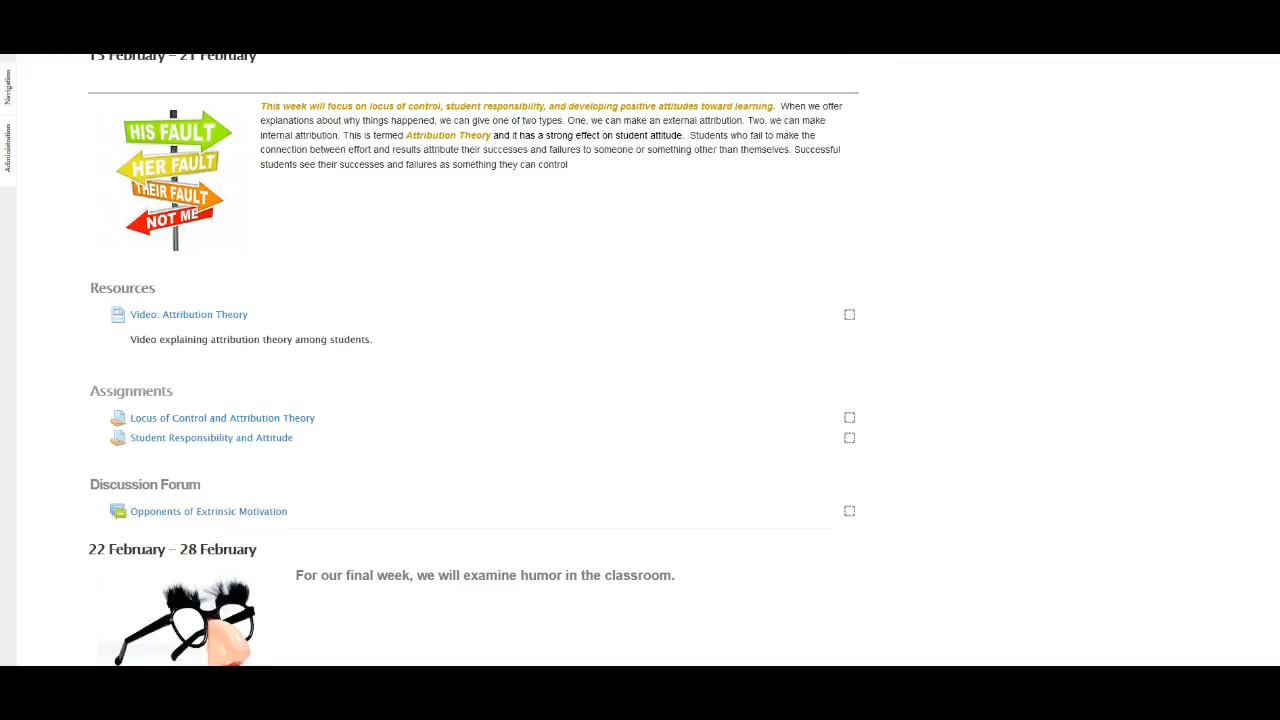 15 February – 21 February
Navigation
Administration
This week will focus on locus of control, student responsibility, and developing positive attitudes toward learning. When we offer
explanations about why things happened, we can give one of two types. One, we can make an external attribution. Two, we can make
internal attribution. This is termed Attribution Theory and it has a strong effect on student attitude. Students who fail to make the
connection between effort and results attribute their successes and failures to someone or something other than themselves. Successful
students see their successes and failures as something they can control
HIS FAULT
HER FAULT
THEIR FAULT
NOT ME
Resources
Video: Attribution Theory
Video explaining attribution theory among students.
Assignments
Locus of Control and Attribution Theory
Student Responsibility and Attitude
Discussion Forum
Opponents of Extrinsic Motivation
22 February – 28 February
For our final week, we will examine humor in the classroom.